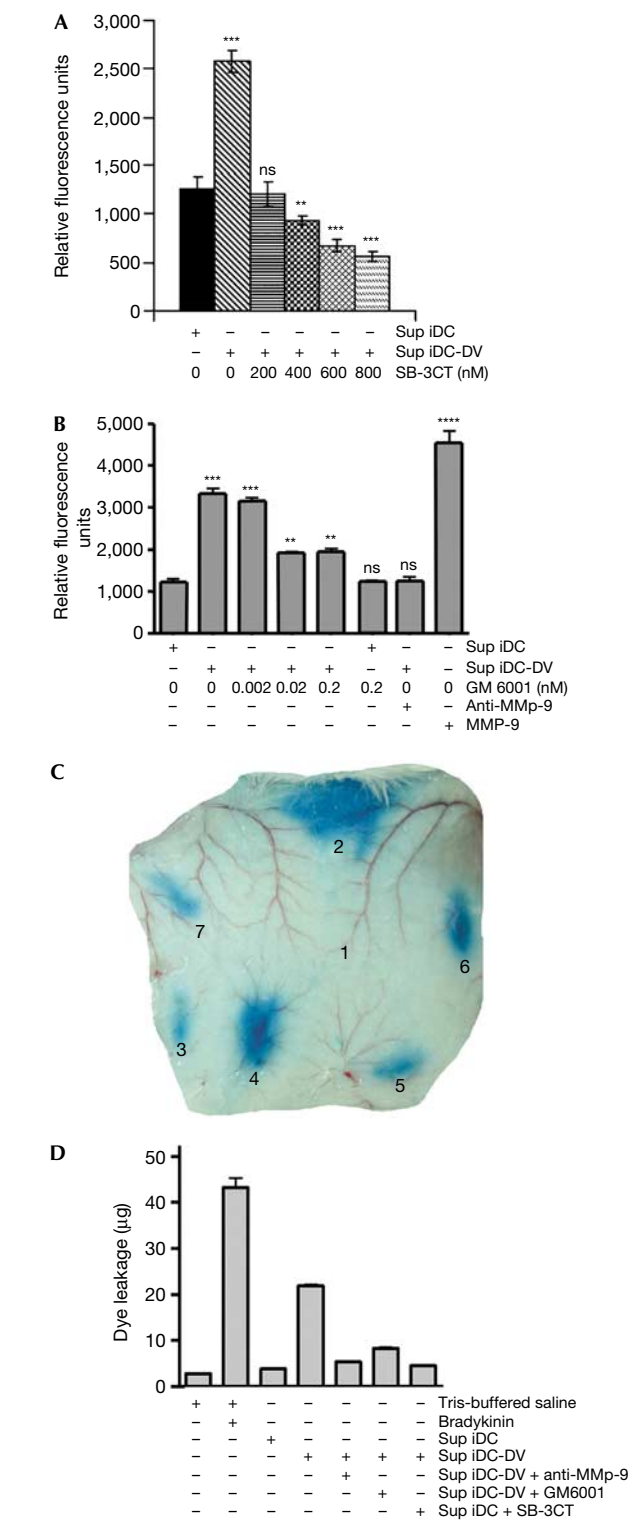 A
Relative fluorescence units
3,000
2,500
2,000
1,500
1,000
500
0
***
ns
**
***
***
+ – – – – – Sup iDC
– + + + + + Sup iDC-DV
0 0 200 400 600 800 SB-3CT (nM)
B
Relative fluorescence
units
5,000
4,000
3,000
2,000
1,000
0
***
***
**
**
ns
ns
****
+ – – – – + – – Sup iDC
– + + + + – + – Sup iDC-DV
0 0 0.002 0.02 0.2 0.2 0 0 GM 6001 (nM)
– – – – – – + – Anti-MMp-9
– – – – – – – + MMP-9
C
2
7
1
6
3
4
5
D
Dye leakage (µg)
50
40
30
20
10
0
+ + – – – – – Tris-buffered saline
– + – – – – – Bradykinin
– – + – – – – Sup iDC
– – – + + + + Sup iDC-DV
– – – – + – – Sup iDC-DV + anti-MMp-9
– – – – – + – Sup iDC-DV + GM6001
– – – – – – + Sup iDC + SB-3CT